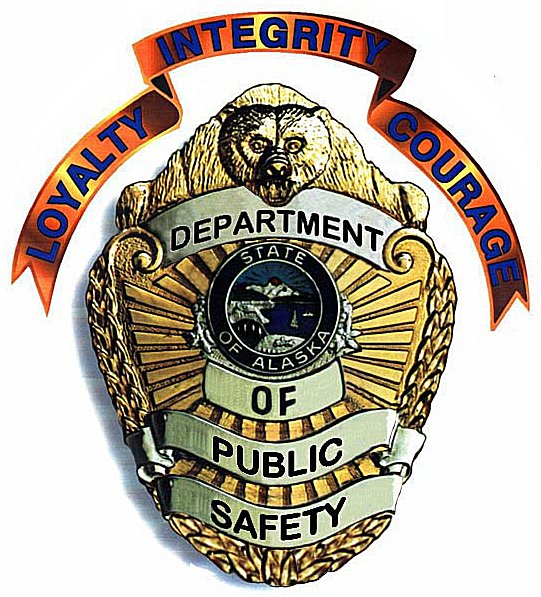 LOYALTY INTEGRITY COURAGE
DEPARTMENT
STATE
OF ALASKA
OF
PUBLIC
SAFETY